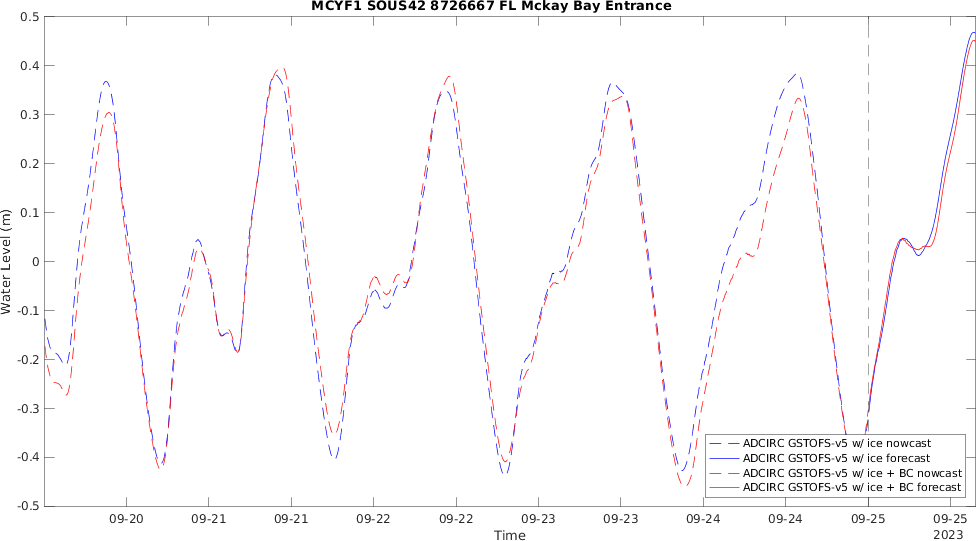 MCYF1 SOUS42 8726667 FL Mckay Bay Entrance
0.5
0.4
0.3
0.2
0.1
0
-0.1
-0.2
-0.3
-0.4
-0.5
Water Level (m)
ADCIRC GSTOFS-v5 w/ ice nowcast
ADCIRC GSTOFS-v5 w/ ice forecast
ADCIRC GSTOFS-v5 w/ ice + BC nowcast
ADCIRC GSTOFS-v5 w/ ice + BC forecast
09-20 09-21 09-21 09-22 09-22 09-23 09-23 09-24 09-24 09-25 09-25
2023
Time